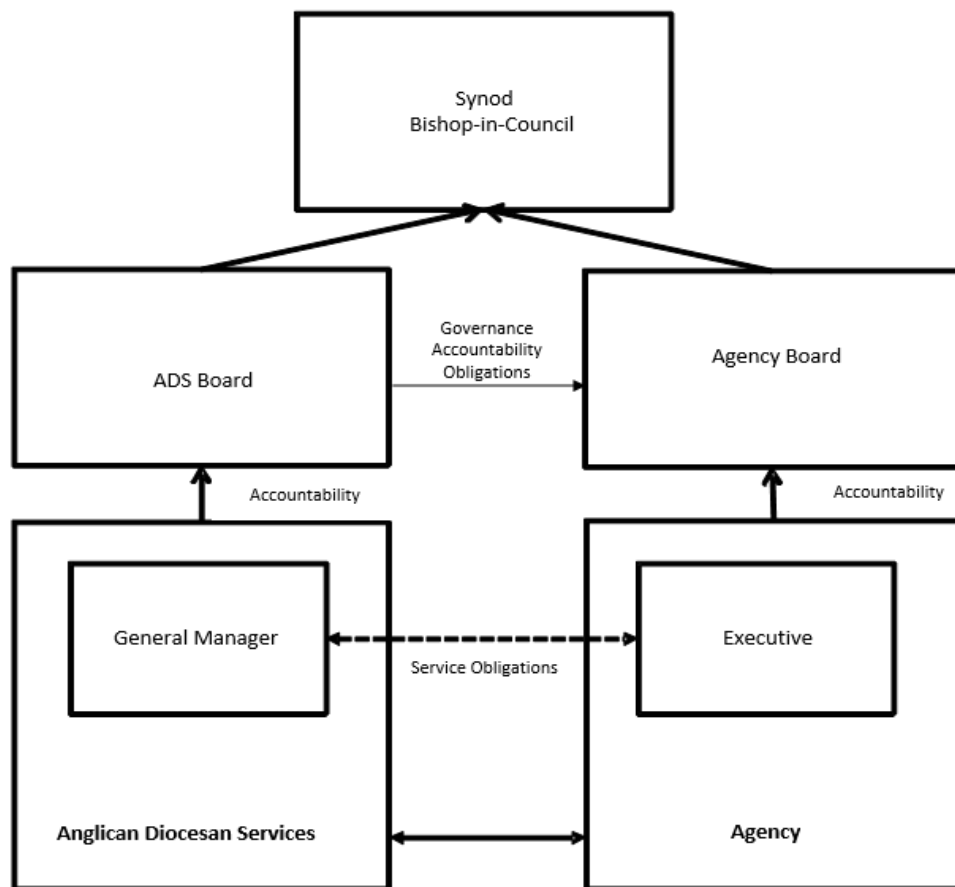 Synod
Bishop-in-Council
Governance
Accountability
Obligations
ADS Board
Agency Board
Accountability
Accountability
General Manager
Executive
Service Obligations
Anglican Diocesan Services
Agency